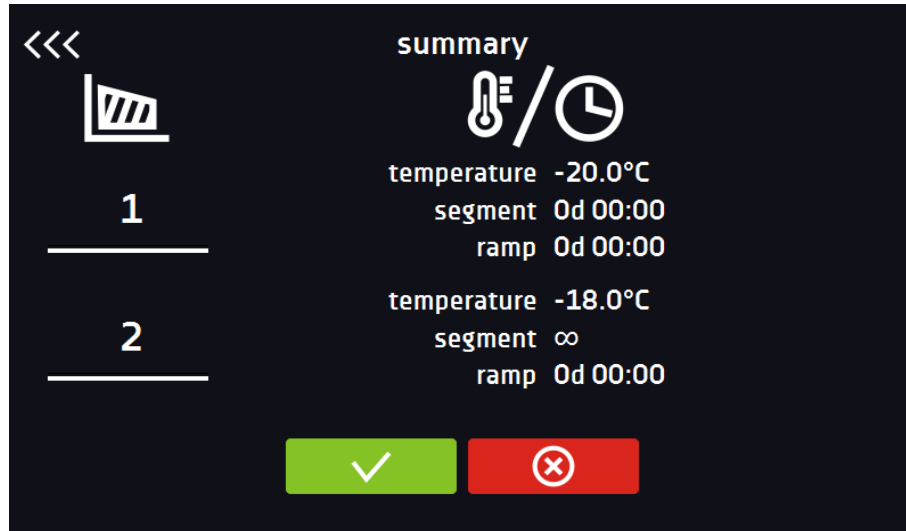 <<<
summary
1
temperature -20.0°C
segment 0d 00:00
ramp 0d 00:00
2
temperature -18.0°C
segment ∞
ramp 0d 00:00